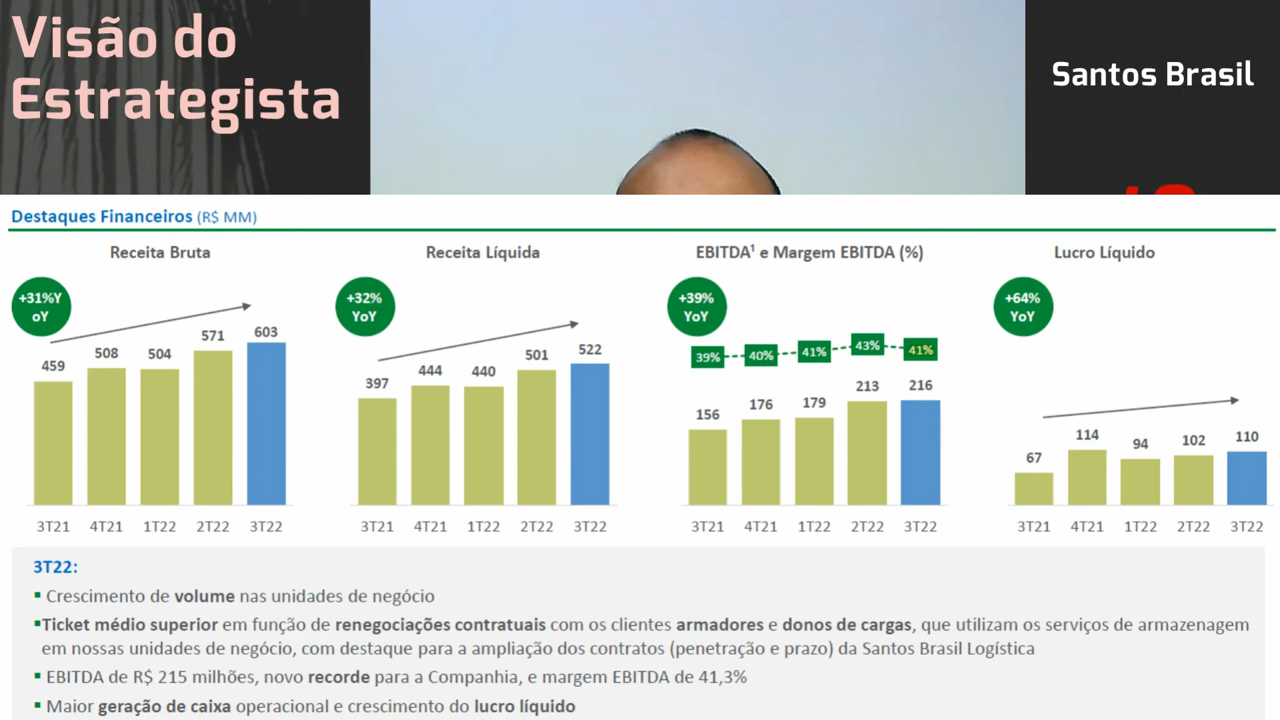 Visão do
Estrategista
Santos Brasil
Destaques Financeiros (R$ MM)
Receita Bruta
+31%Y
oY
459
508
504
571
603
3T21
4T21
1T22
2T22
3T22
Receita Líquida
+32%
YoY
397
444
440
501
522
3T21
4T21
1T22
2T22
3T22
EBITDA¹ e Margem EBITDA (%)
+39%
YoY
39%
40%
41%
43%
41%
156
176
179
213
216
3T21
4T21
1T22
2T22
3T22
Lucro Líquido
+64%
YoY
67
114
94
102
110
3T21
4T21
1T22
2T22
3T22
3T22:
▪ Crescimento de volume nas unidades de negócio
▪Ticket médio superior em função de renegociações contratuais com os clientes armadores e donos de cargas, que utilizam os serviços de armazenagem
em nossas unidades de negócio, com destaque para a ampliação dos contratos (penetração e prazo) da Santos Brasil Logística
▪ EBITDA de R$ 215 milhões, novo recorde para a Companhia, e margem EBITDA de 41,3%
▪ Maior geração de caixa operacional e crescimento do lucro líquido